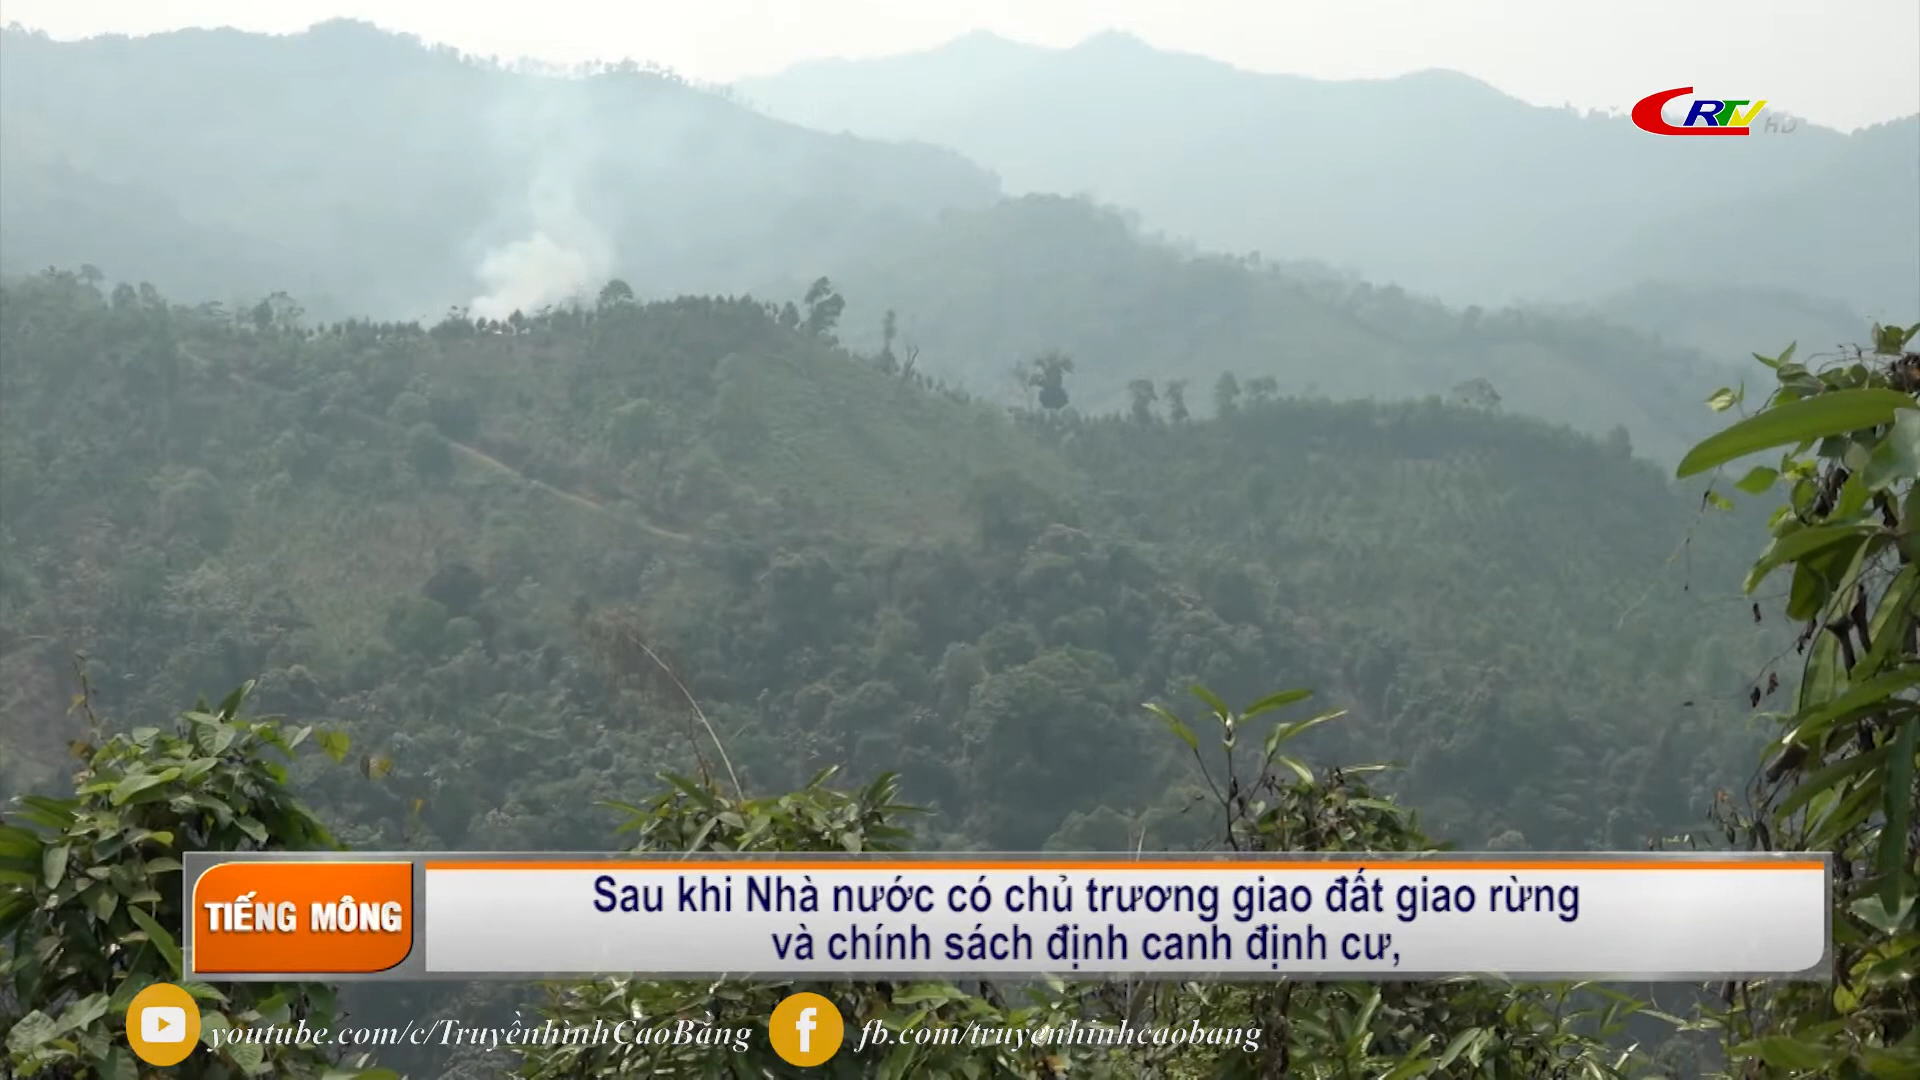 CRTV HD
TIẾNG MÔNG
Sau khi Nhà nước có chủ trương giao đất giao rừng
và chính sách định canh định cư,
youtube.com/c/TruyềnhìnhCaoBằng
fb.com/truyenhinhcaobang